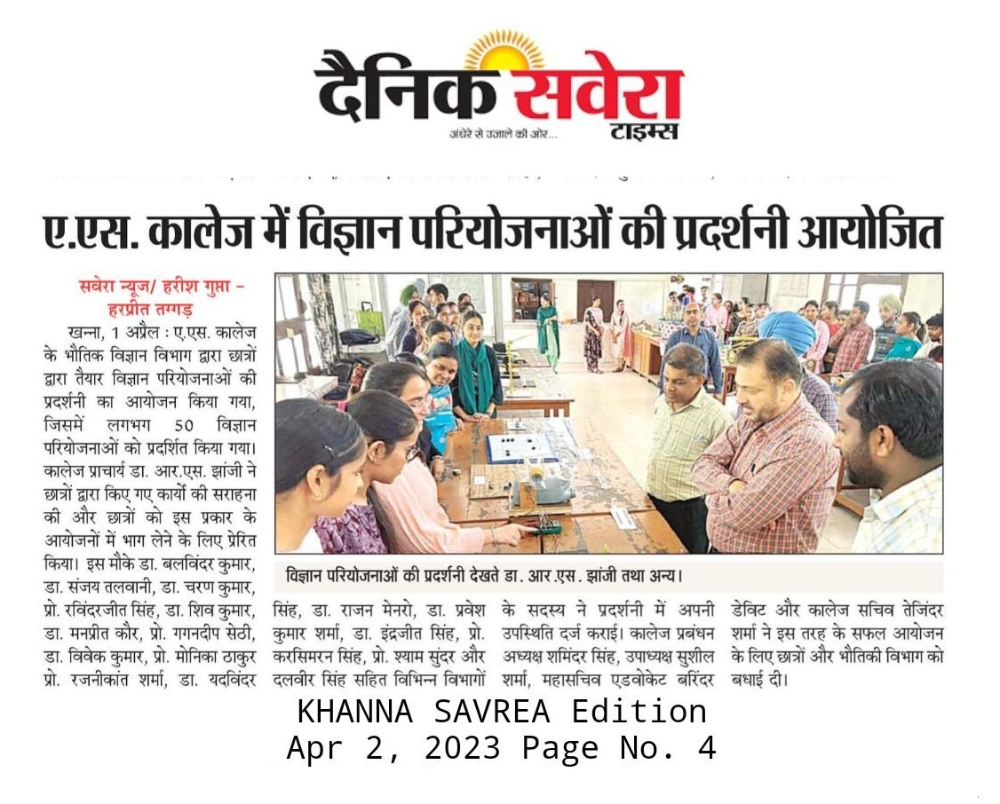 दैनिक सवेरा
टाइम्स
अंधेरे से उजाले की ओर...
ए.एस. कालेज में विज्ञान परियोजनाओं की प्रदर्शनी आयोजित
सवेरा न्यूज/ हरीश गुप्ता -
हरप्रीत तग्गड़
खन्ना, 1 अप्रैल : ए.एस. कालेज
के भौतिक विज्ञान विभाग द्वारा छात्रों
द्वारा तैयार विज्ञान परियोजनाओं की
प्रदर्शनी का आयोजन किया गया,
जिसमें लगभग 50 विज्ञान
परियोजनाओं को प्रदर्शित किया गया।
कालेज प्राचार्य डा. आर.एस. झांजी ने
छात्रों द्वारा किए गए कार्यो की सराहना
की और छात्रों को इस प्रकार के
आयोजनों में भाग लेने के लिए प्रेरित
किया। इस मौके डा. बलविंदर कुमार,
डा. संजय तलवानी, डा. चरण कुमार,
प्रो. रविंदरजीत सिंह, डा. शिव कुमार,
डा. मनप्रीत कौर, प्रो. गगनदीप सेठी,
डा. विवेक कुमार, प्रो. मोनिका ठाकुर
प्रो. रजनीकांत शर्मा, डा. यदविंदर
विज्ञान परियोजनाओं की प्रदर्शनी देखते डा. आर.एस. झांजी तथा अन्य।
सिंह, डा. राजन मेनरो, डा. प्रवेश
कुमार शर्मा, डा. इंद्रजीत सिंह, प्रो.
करसिमरन सिंह, प्रो. श्याम सुंदर और
दलवीर सिंह सहित विभिन्न विभागों
के सदस्य ने प्रदर्शनी में अपनी
उपस्थिति दर्ज कराई। कालेज प्रबंधन
अध्यक्ष शमिंदर सिंह, उपाध्यक्ष सुशील
शर्मा, महासचिव एडवोकेट बरिंदर
डेविट और कालेज सचिव तेजिंदर
शर्मा ने इस तरह के सफल आयोजन
के लिए छात्रों और भौतिकी विभाग को
बधाई दी।
KHANNA SAVREA Edition
Apr 2, 2023 Page No. 4